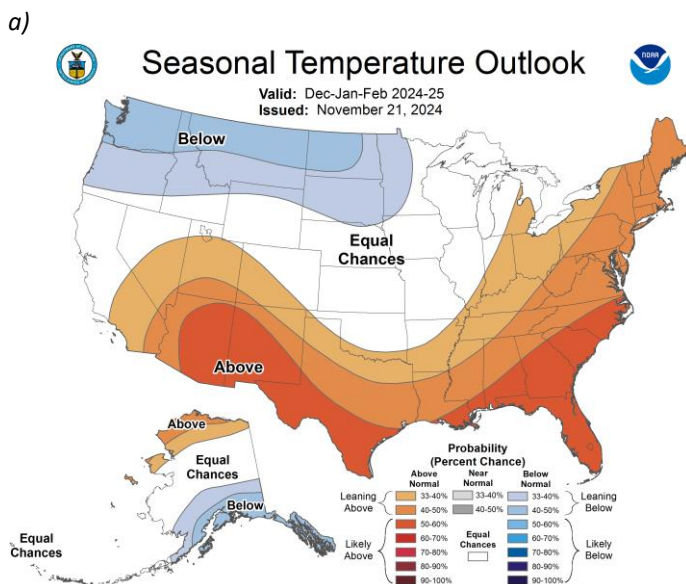 a)
Seasonal Temperature Outlook
NOAA
Valid: Dec-Jan-Feb 2024-25
Issued: November 21, 2024
Below
Equal
Chances
Above
Above
Equal
Chances
Below
Equal
Chances
Probability
(Percent Chance)
Above Normal
Near Normal
Below Normal
Leaning Above
33-40%
33-40%
33-40%
Leaning Below
40-50%
40-50%
40-50%
Likely Above
50-60%
Equal Chances
50-60%
Likely Below
60-70%
60-70%
70-80%
70-80%
80-90%
80-90%
90-100%
90-100%